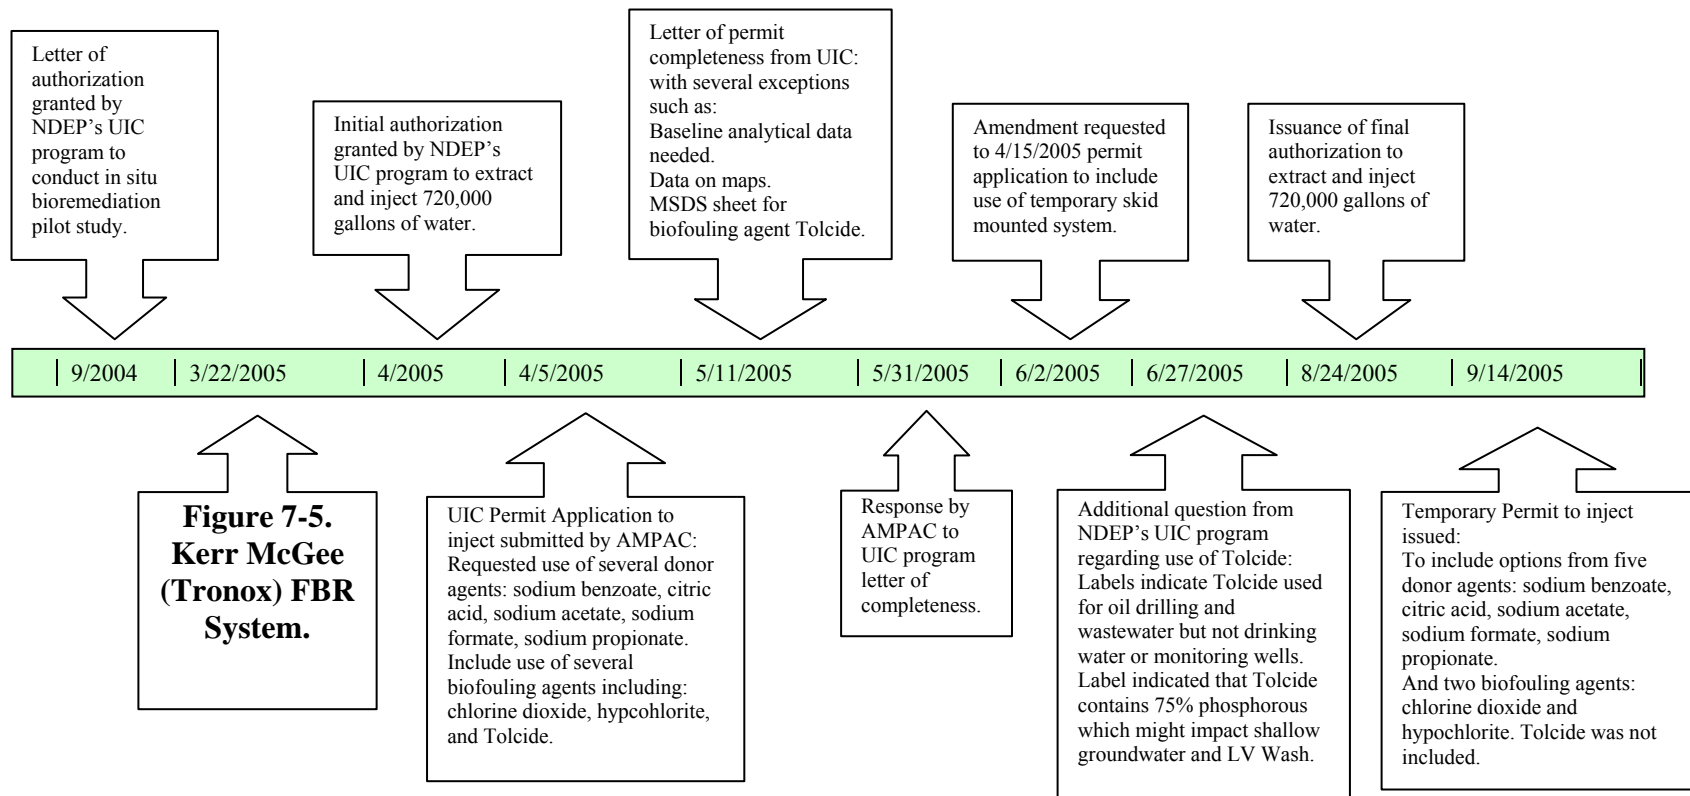 Letter of
authorization
granted by
NDEP’s UIC
program to
conduct in situ
bioremediation
pilot study.
Initial authorization
granted by NDEP’s
UIC program to extract
and inject 720,000
gallons of water.
Letter of permit
completeness from UIC:
with several exceptions
such as:
Baseline analytical data
needed.
Data on maps.
MSDS sheet for
biofouling agent Tolcide.
Amendment requested
to 4/15/2005 permit
application to include
use of temporary skid
mounted system.
Issuance of final
authorization to
extract and inject
720,000 gallons of
water.
9/2004 3/22/2005 4/2005 4/5/2005 5/11/2005 5/31/2005 6/2/2005 6/27/2005 8/24/2005 9/14/2005
Figure 7-5.
Kerr McGee
(Tronox) FBR
System.
UIC Permit Application to
inject submitted by AMPAC:
Requested use of several donor
agents: sodium benzoate, citric
acid, sodium acetate, sodium
formate, sodium propionate.
Include use of several
biofouling agents including:
chlorine dioxide, hypcohlorite,
and Tolcide.
Response by
AMPAC to
UIC program
letter of
completeness.
Additional question from
NDEP’s UIC program
regarding use of Tolcide:
Labels indicate Tolcide used
for oil drilling and
wastewater but not drinking
water or monitoring wells.
Label indicated that Tolcide
contains 75% phosphorous
which might impact shallow
groundwater and LV Wash.
Temporary Permit to inject
issued:
To include options from five
donor agents: sodium benzoate,
citric acid, sodium acetate,
sodium formate, sodium
propionate.
And two biofouling agents:
chlorine dioxide and
hypochlorite. Tolcide was not
included.